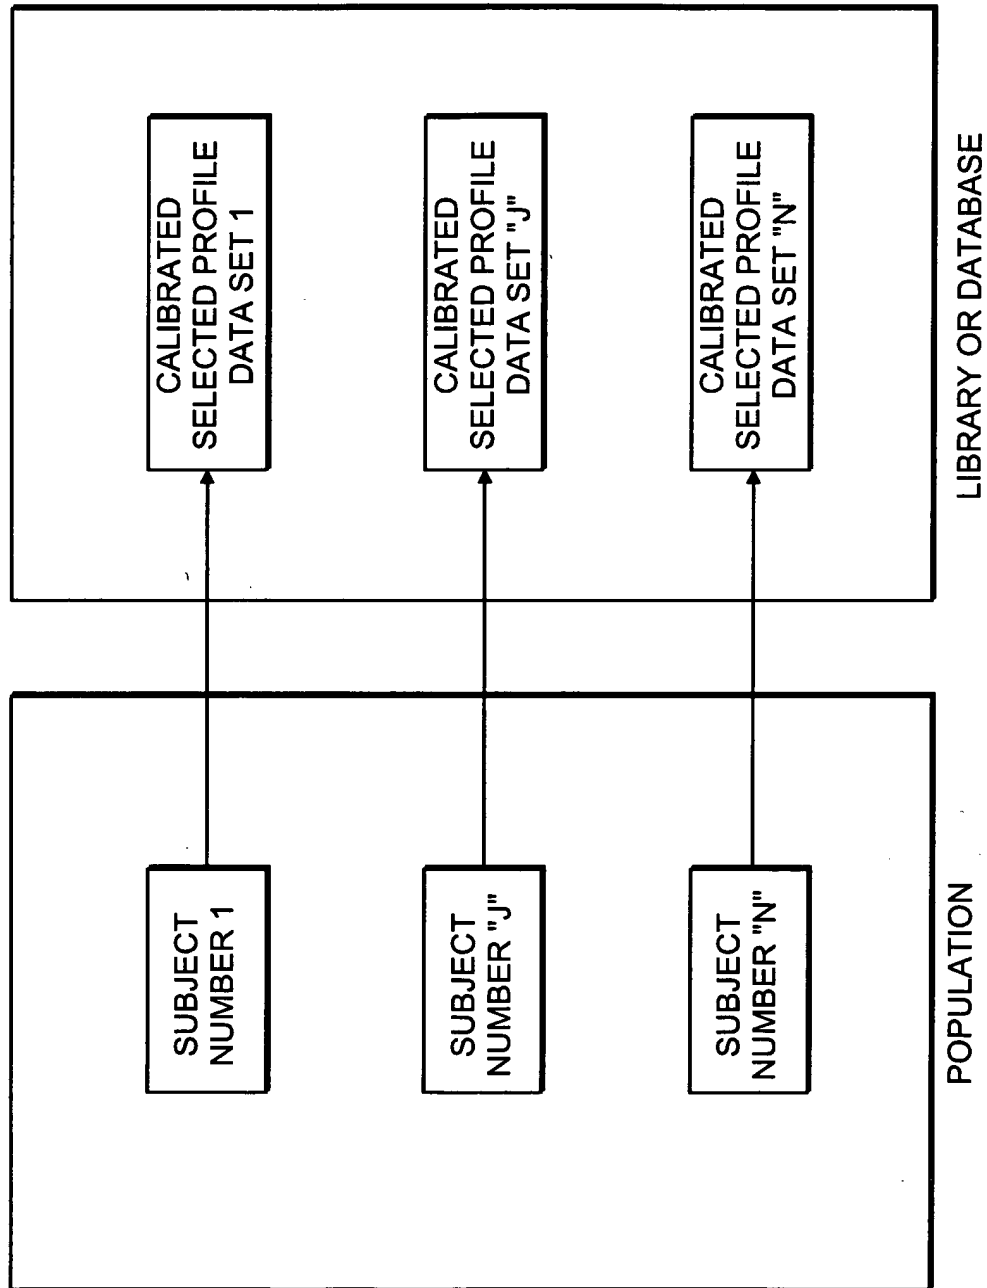 SUBJECT
NUMBER 1
SUBJECT
NUMBER "J"
SUBJECT
NUMBER "N"
POPULATION
CALIBRATED
SELECTED PROFILE
DATA SET 1
CALIBRATED
SELECTED PROFILE
DATA SET "J"
CALIBRATED
SELECTED PROFILE
DATA SET "N"
LIBRARY OR DATABASE